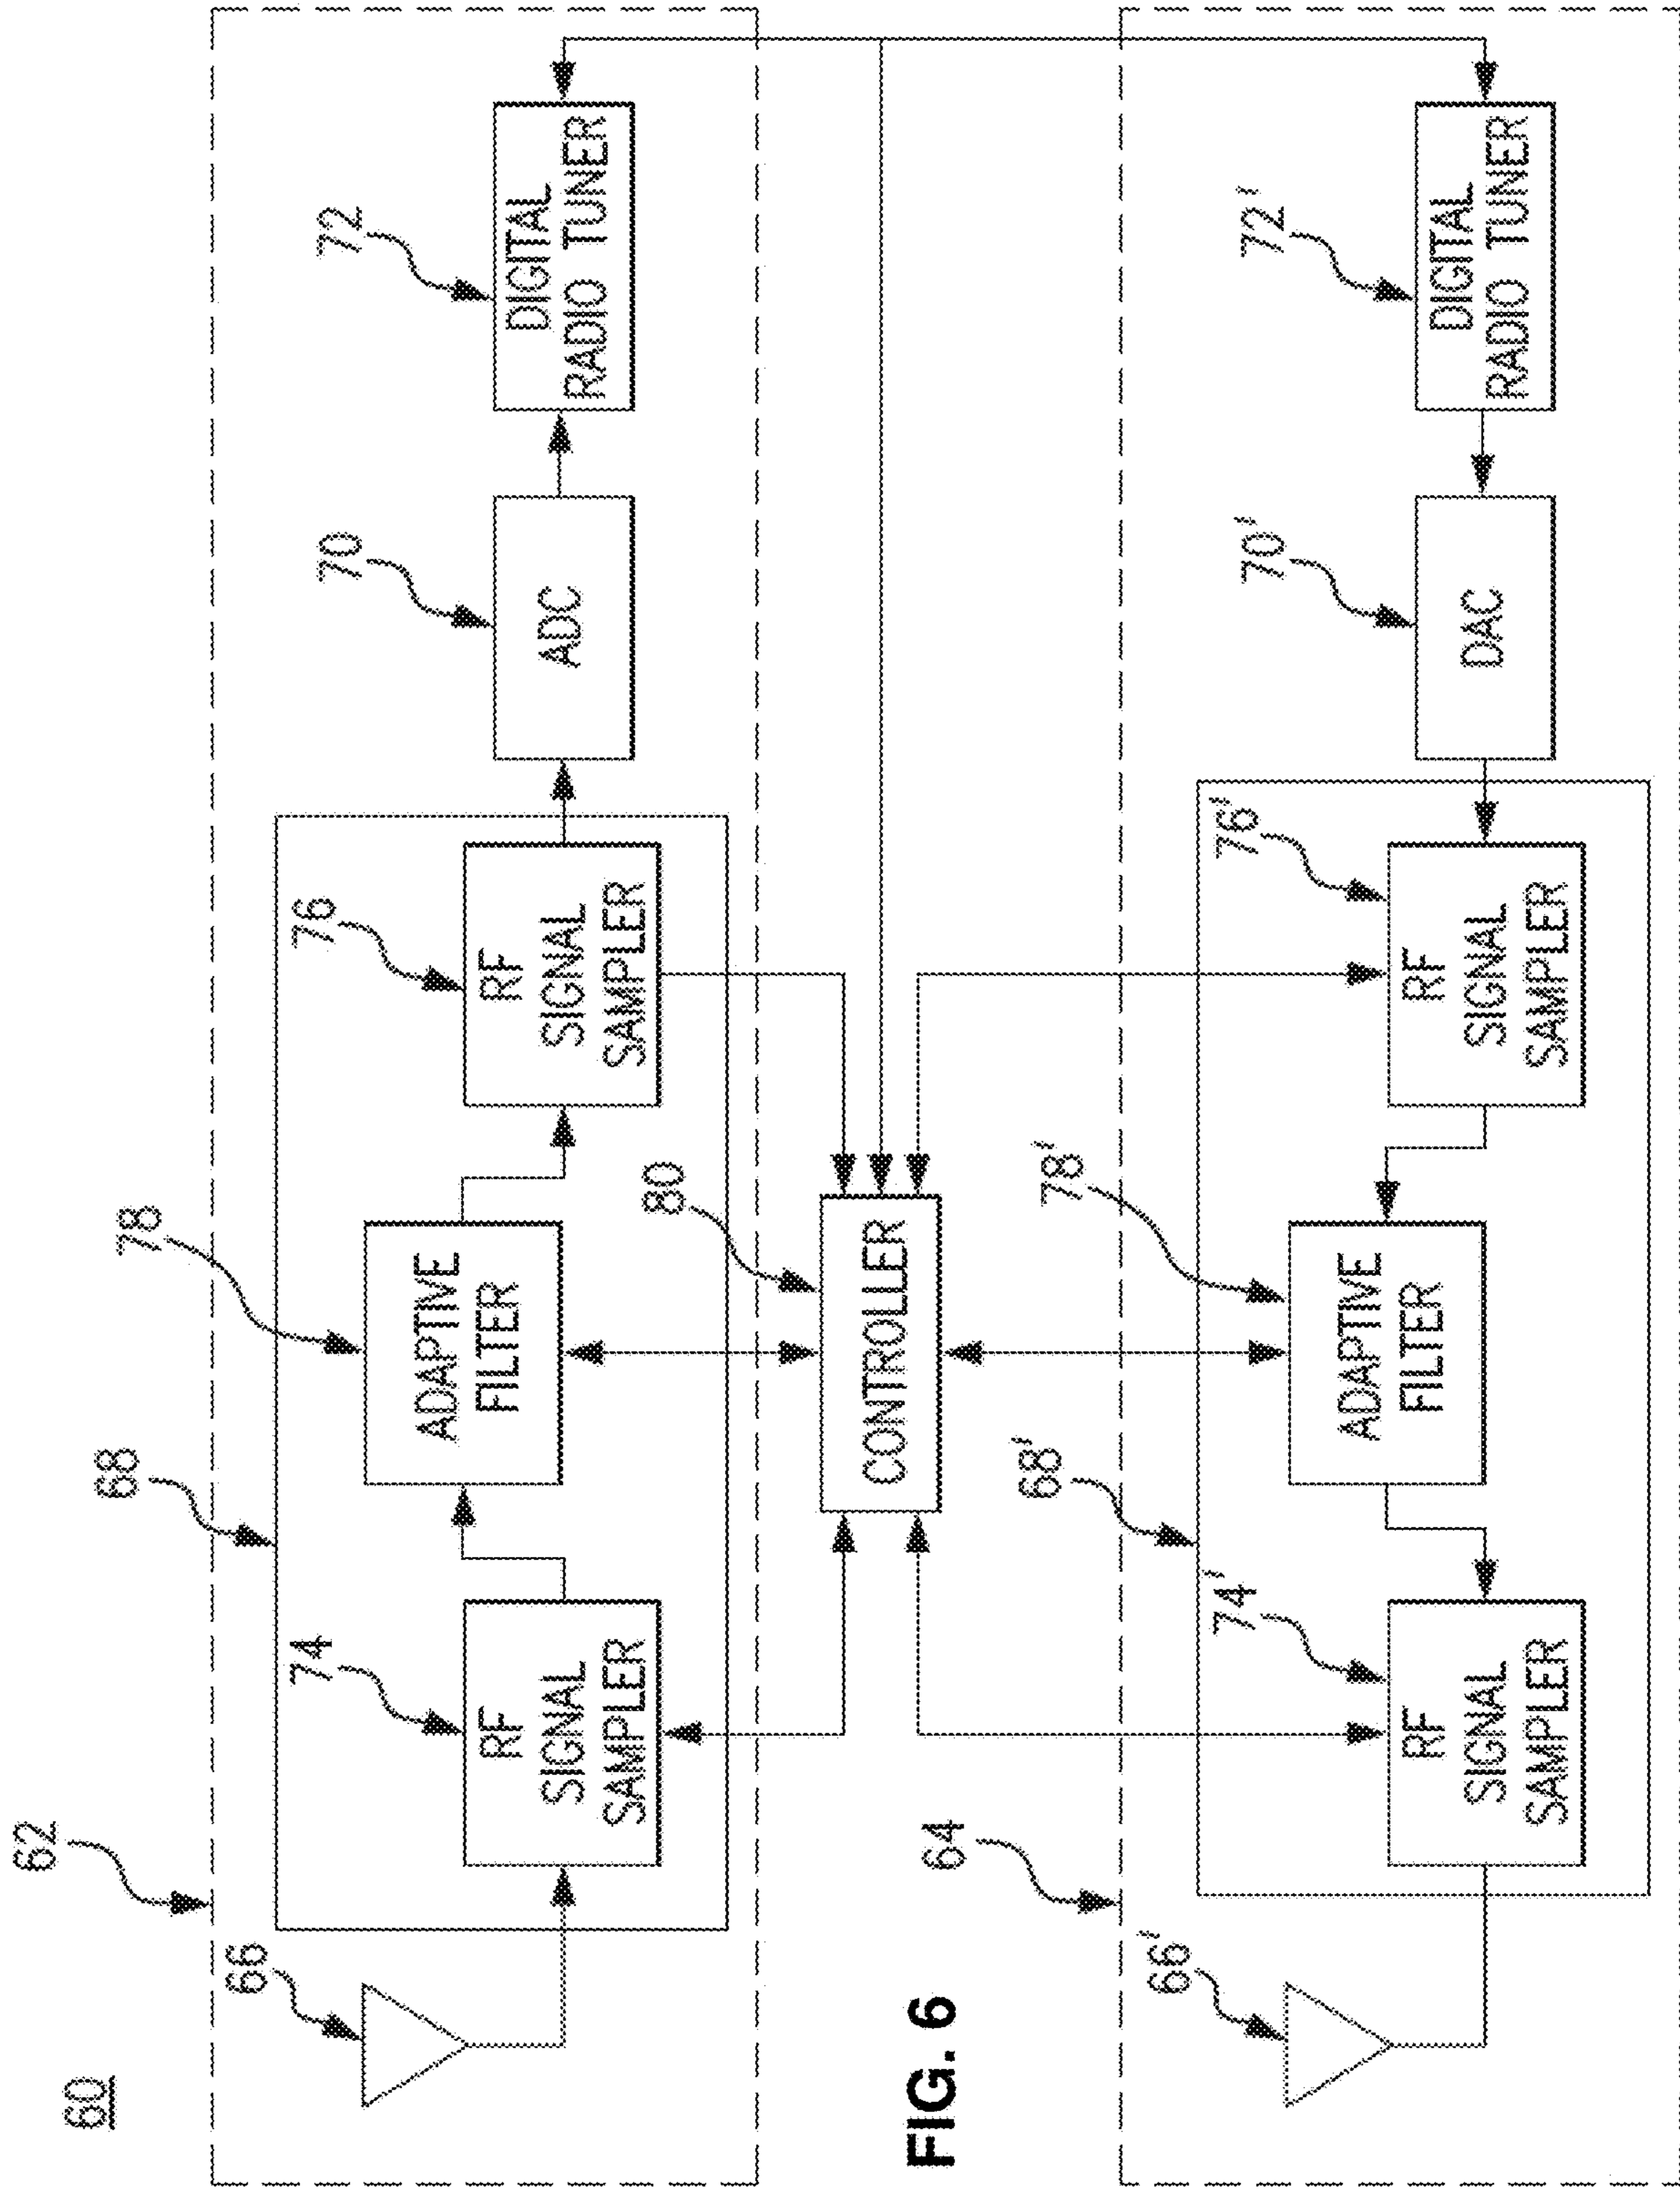 60
62
66
68
74
RF
SIGNAL
SAMPLER
78
ADAPTIVE
FILTER
76
RF
SIGNAL
SAMPLER
70
ADC
72
DIGITAL
RADIO TUNER
80
CONTROLLER
64
66'
68'
74'
RF
SIGNAL
SAMPLER
78'
ADAPTIVE
FILTER
76'
RF
SIGNAL
SAMPLER
70'
DAC
72'
DIGITAL
RADIO TUNER
FIG. 6